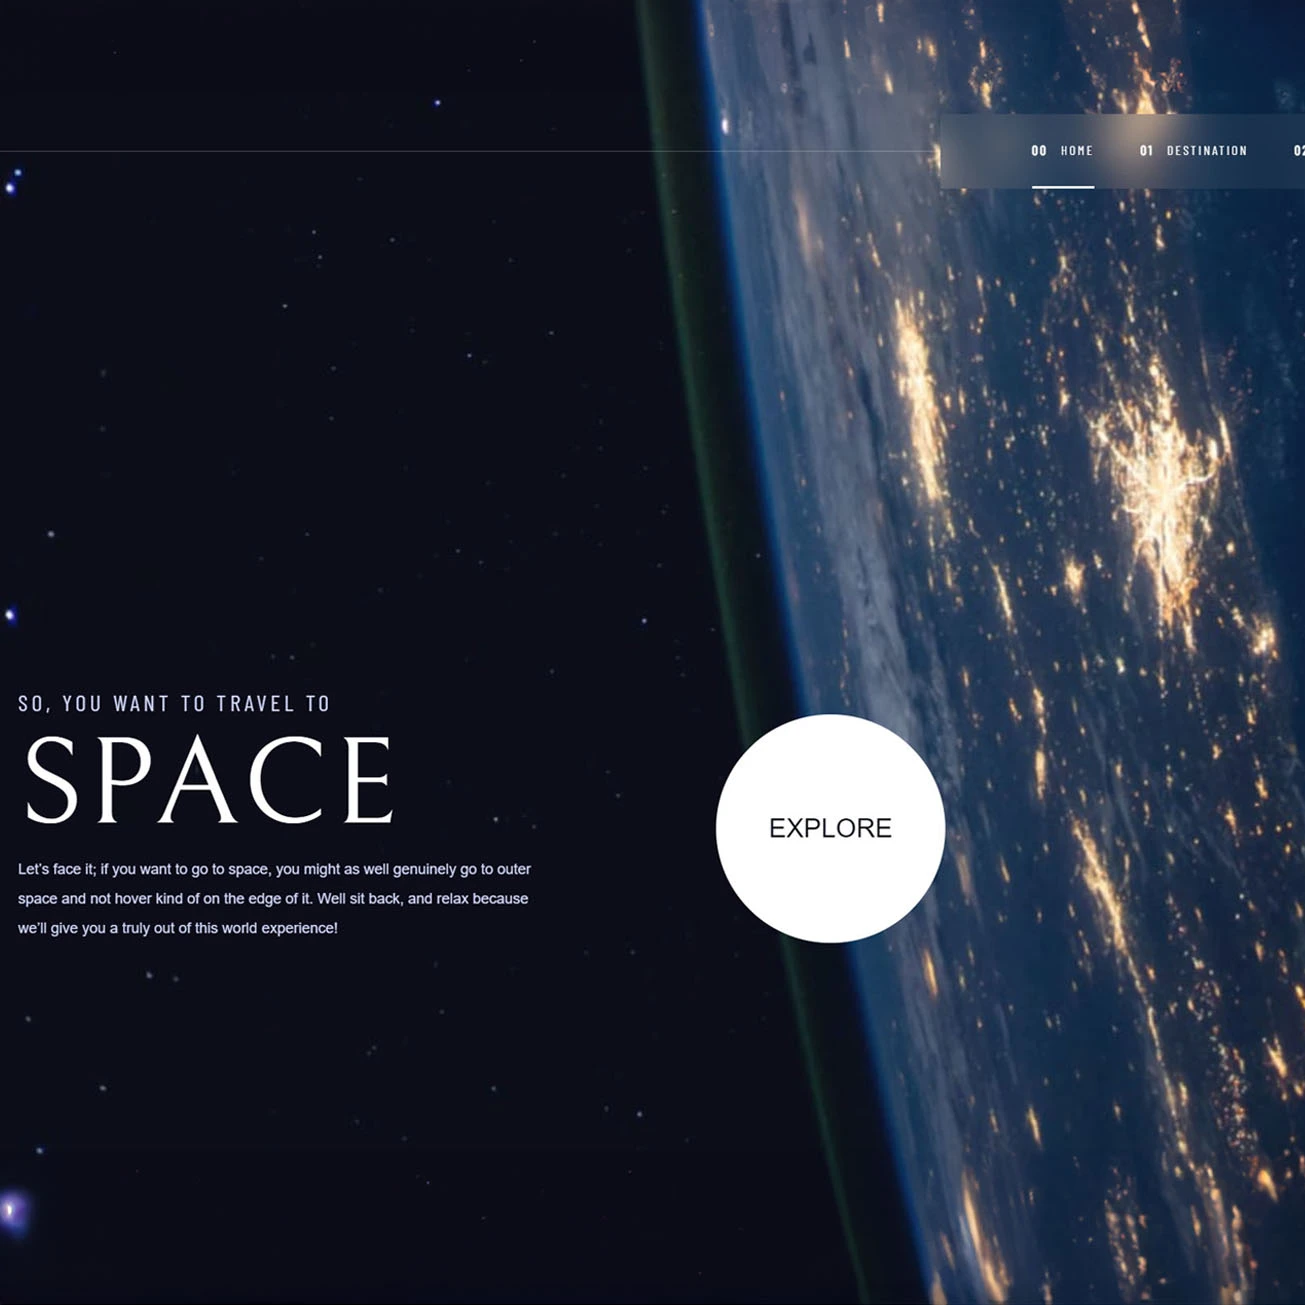 00 HOME 01 DESTINATION 02
SO, YOU WANT TO TRAVEL TO
SPACE
Let's face it; if you want to go to space, you might as well genuinely go to outer
space and not hover kind of on the edge of it. Well sit back, and relax because
we'll give you a truly out of this world experience!
EXPLORE